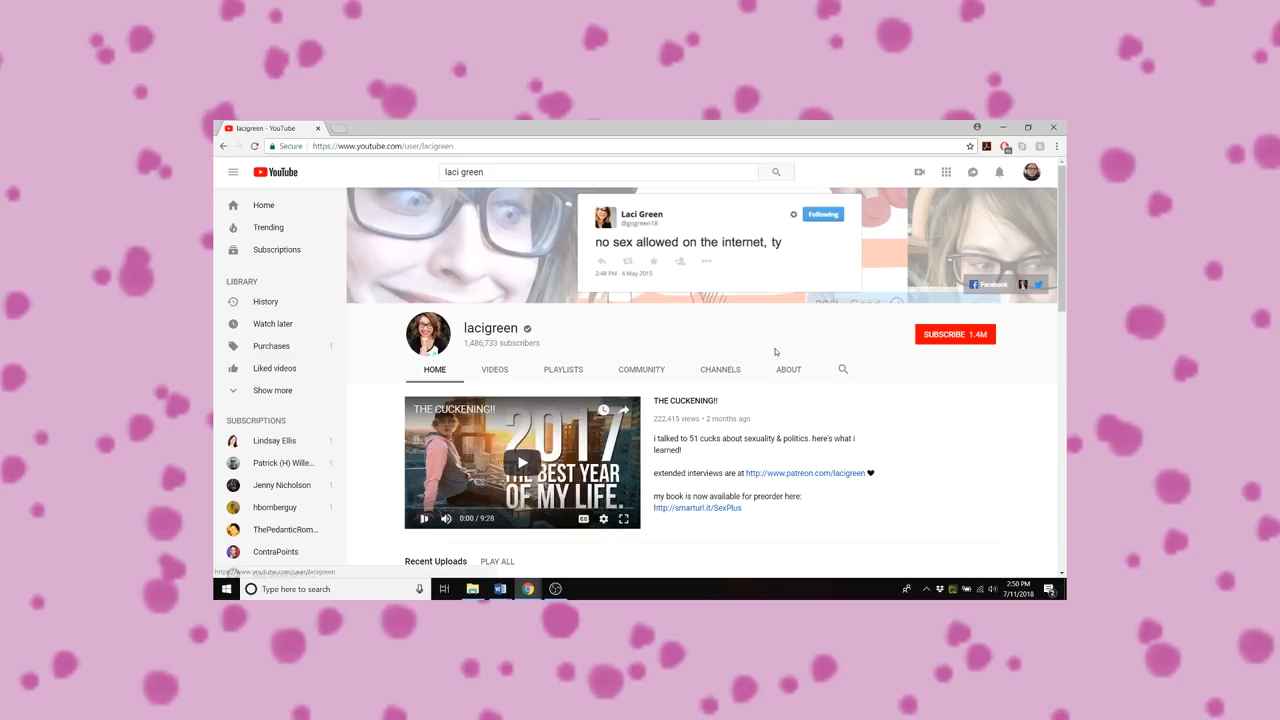 lacigreen - YouTube
Secure https://www.youtube.com/user/lacigreen
YouTube
laci green
Laci Green
@gogreen18
Following
no sex allowed on the internet, ty
2:48 PM - 6 May 2015
Facebook
Home
Trending
Subscriptions
LIBRARY
History
Watch later
Purchases 1
Liked videos
Show more
SUBSCRIPTIONS
Lindsay Ellis 1
Patrick (H) Wille... 1
Jenny Nicholson 1
hbomberguy 1
ThePedanticRom... 1
ContraPoints 1
lacigreen
1,486,733 subscribers
SUBSCRIBE 1.4M
HOME VIDEOS PLAYLISTS COMMUNITY CHANNELS ABOUT
THE CUCKENING!!
2017
THE BEST YEAR
OF MY LIFE.
0:00 / 9:28
CC
THE CUCKENING!!
222,415 views • 2 months ago
i talked to 51 cucks about sexuality & politics. here's what i
learned!
extended interviews are at http://www.patreon.com/lacigreen ♥
my book is now available for preorder here:
http://smarturl.it/SexPlus
Recent Uploads PLAY ALL
https://www.youtube.com/user/lacigreen
Type here to search
2:50 PM
7/11/2018